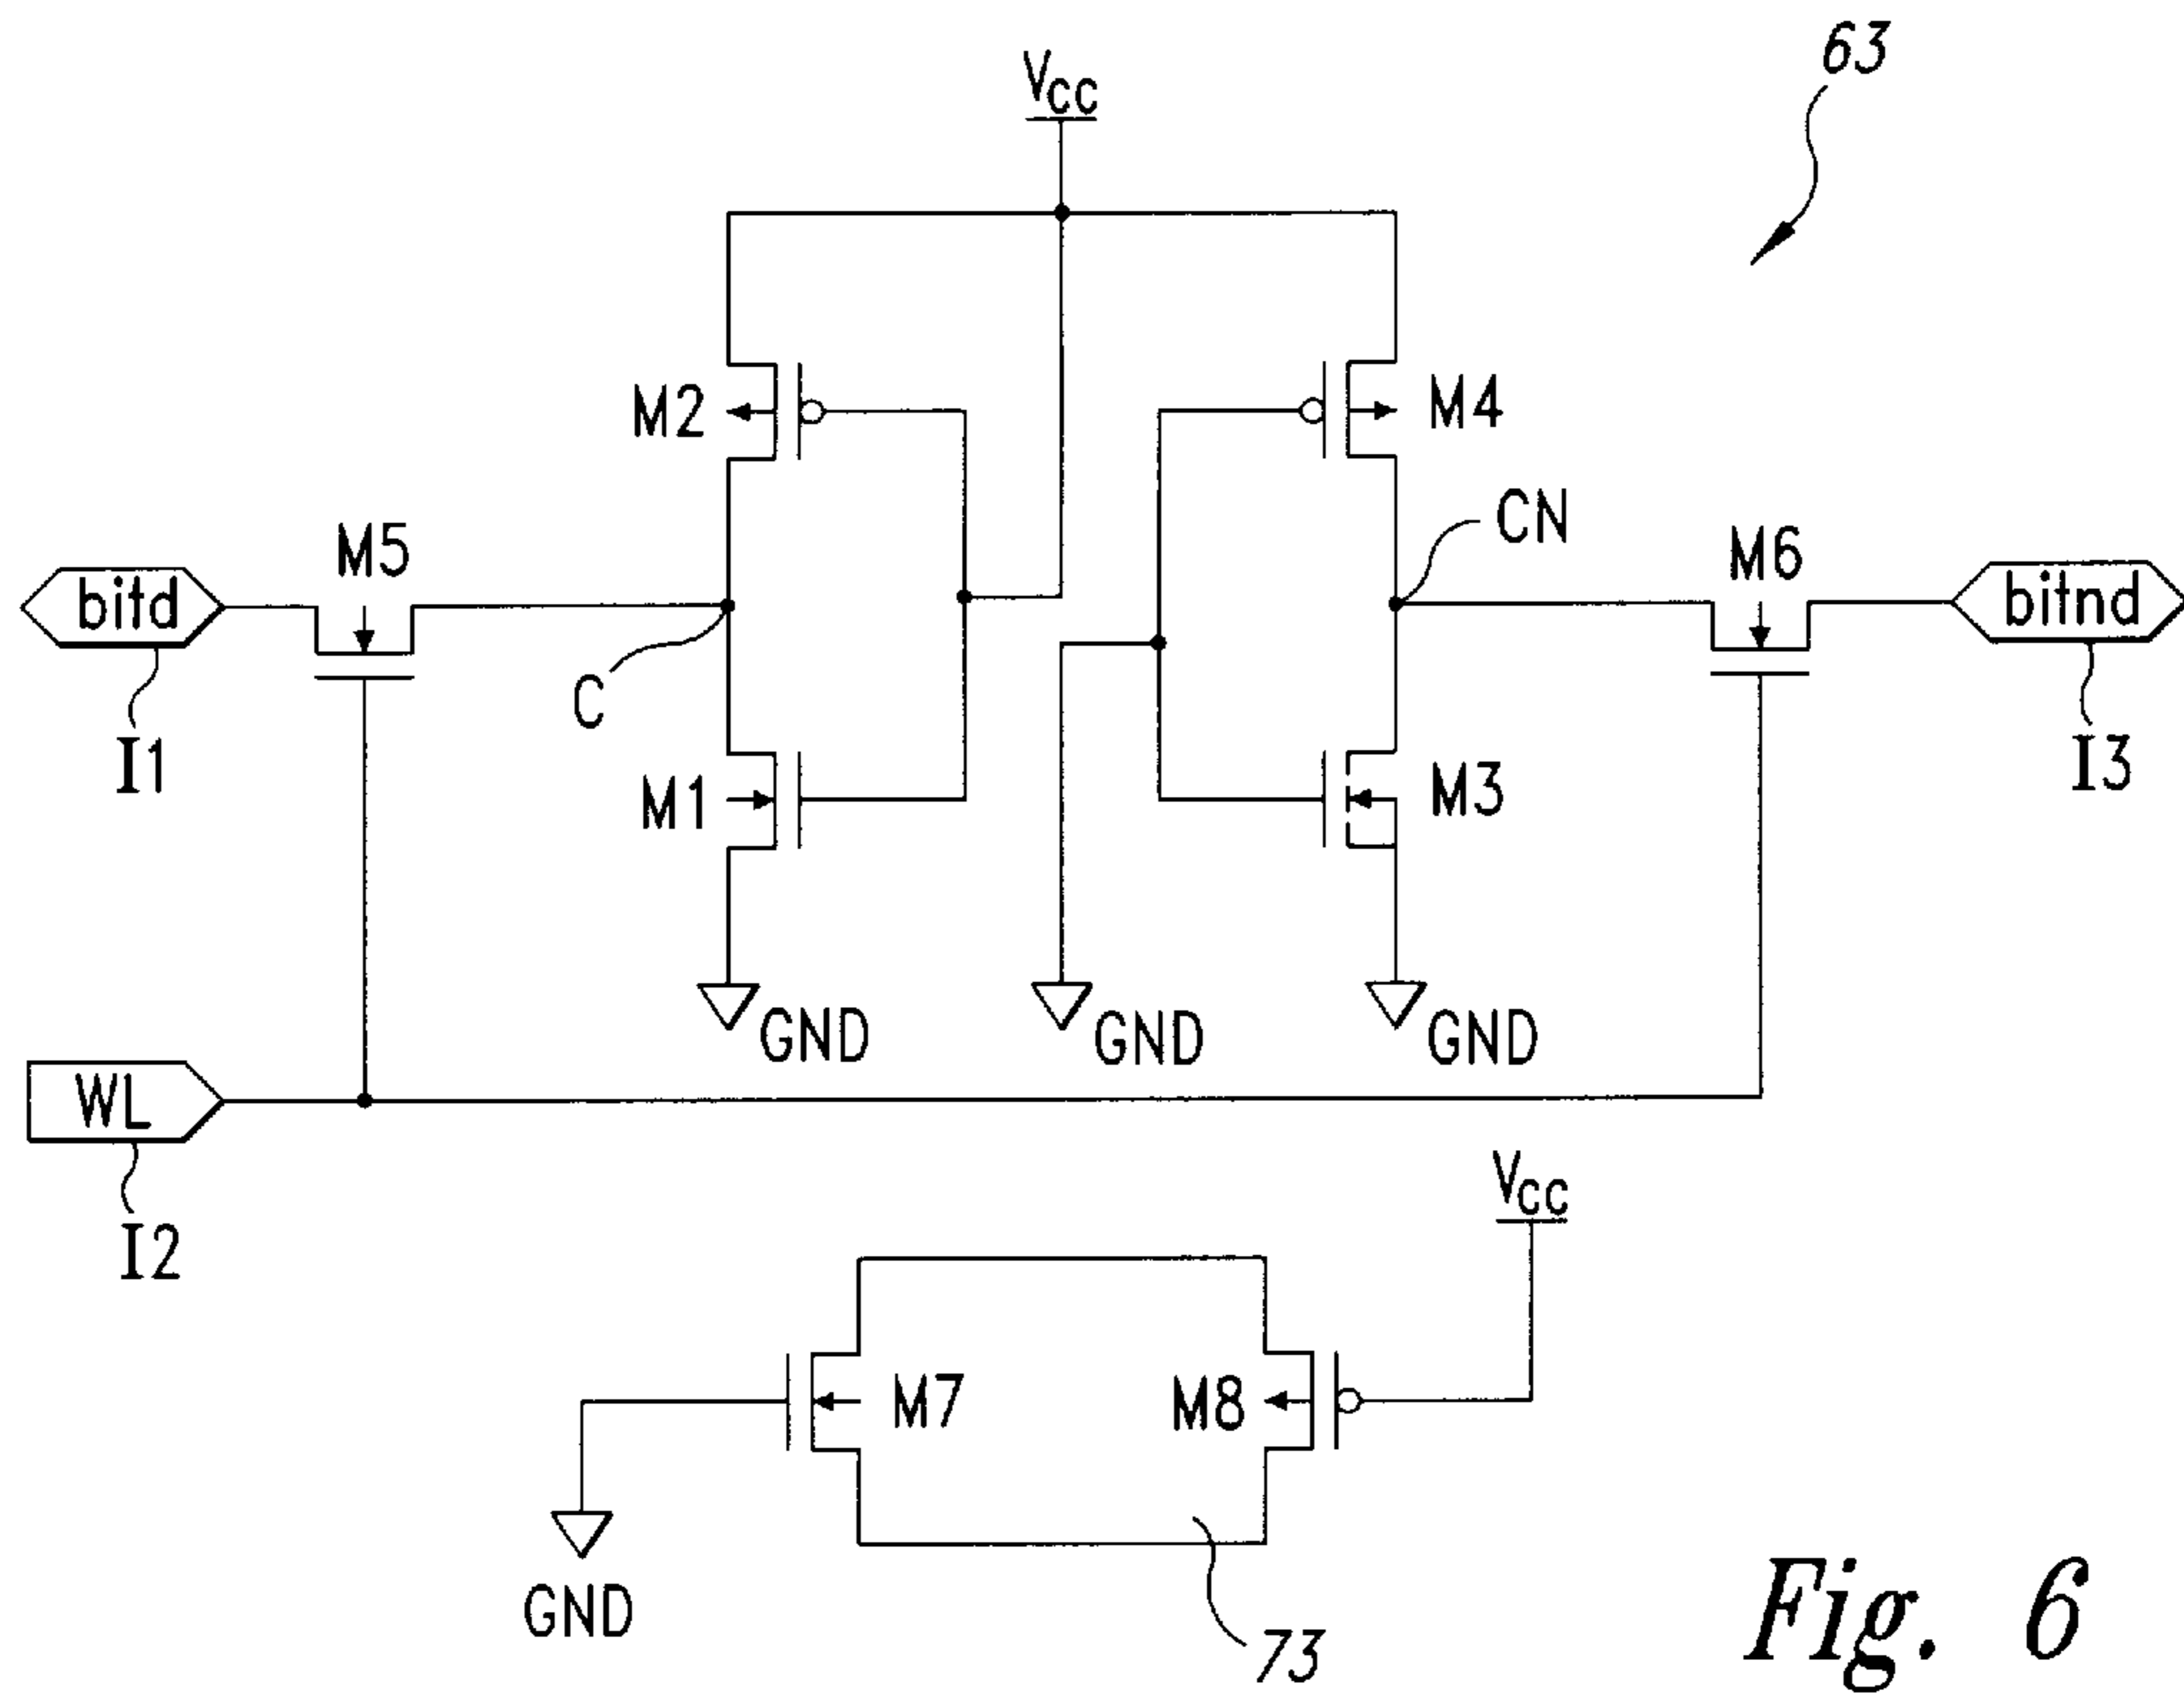 63
VCC
M2
M4
CN
M5
M6
bitd
bitnd
C
I1
M1
M3
I3
GND
GND
GND
WL
I2
VCC
M7
M8
GND
73
Fig. 6